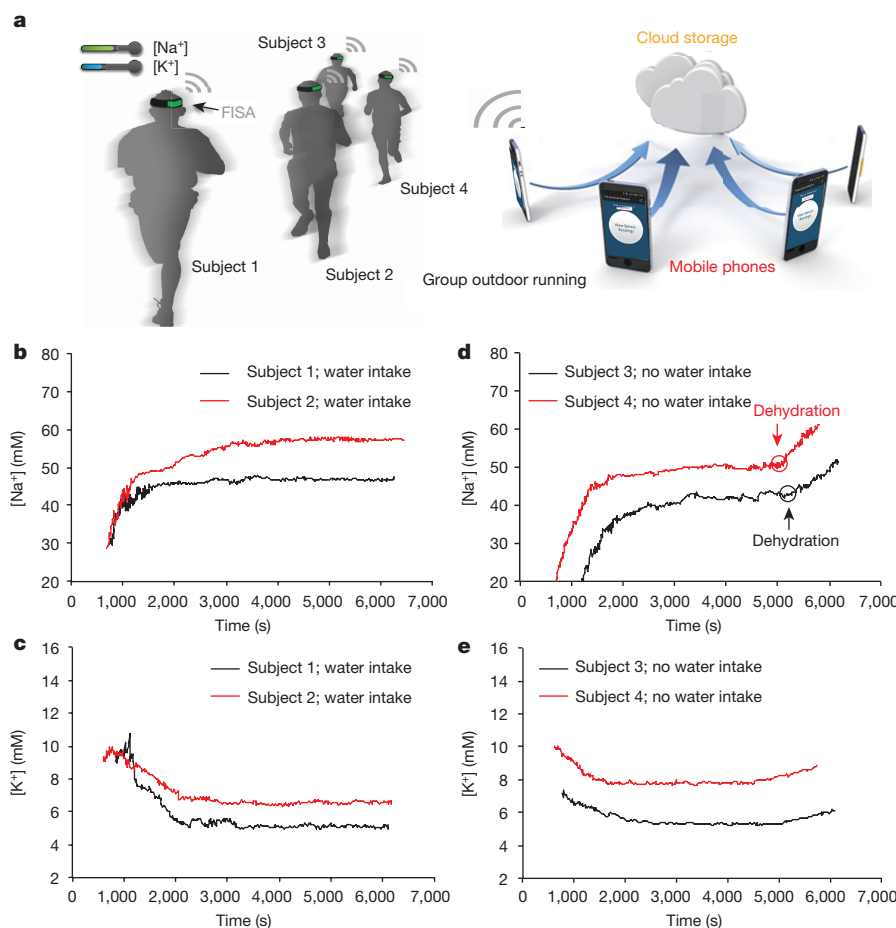 a
[Na⁺]
[K⁺]
FISA
Subject 3
Subject 4
Subject 1
Subject 2
Group outdoor running
Cloud storage
Mobile phones
b
80
70
60
50
40
30
20
[Na⁺] (mM)
Subject 1; water intake
Subject 2; water intake
0 1,000 2,000 3,000 4,000 5,000 6,000 7,000
Time (s)
d
80
70
60
50
40
30
20
[Na⁺] (mM)
Subject 3; no water intake
Subject 4; no water intake
Dehydration
Dehydration
0 1,000 2,000 3,000 4,000 5,000 6,000 7,000
Time (s)
c
16
14
12
10
8
6
4
2
[K⁺] (mM)
Subject 1; water intake
Subject 2; water intake
0 1,000 2,000 3,000 4,000 5,000 6,000 7,000
Time (s)
e
16
14
12
10
8
6
4
2
[K⁺] (mM)
Subject 3; no water intake
Subject 4; no water intake
0 1,000 2,000 3,000 4,000 5,000 6,000 7,000
Time (s)